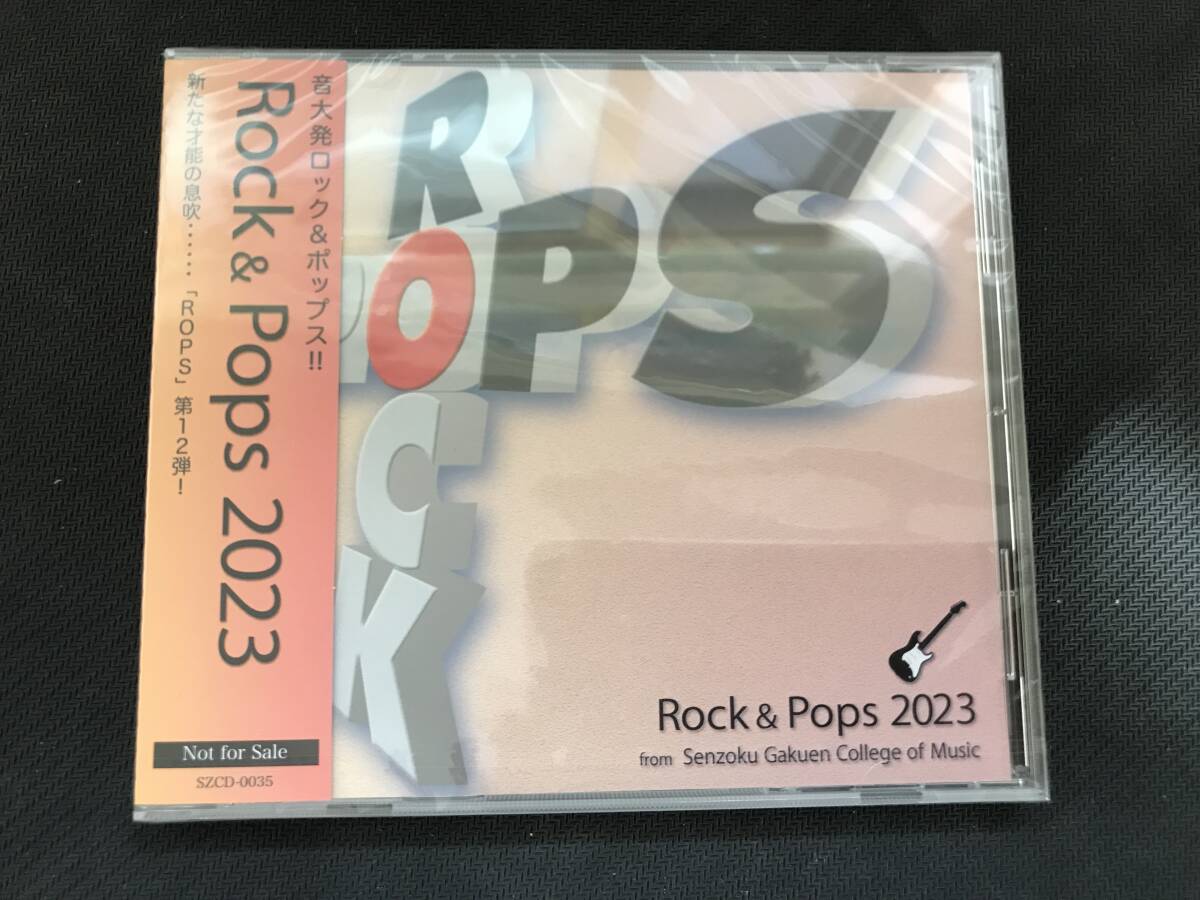 音大発ロック&ポップス!!
Rock & Pops 2023
新たな才能の息吹……「ROPS」第12弾!
Not for Sale
SZCD-0035
ROCK
POPS
Rock & Pops 2023
from Senzoku Gakuen College of Music